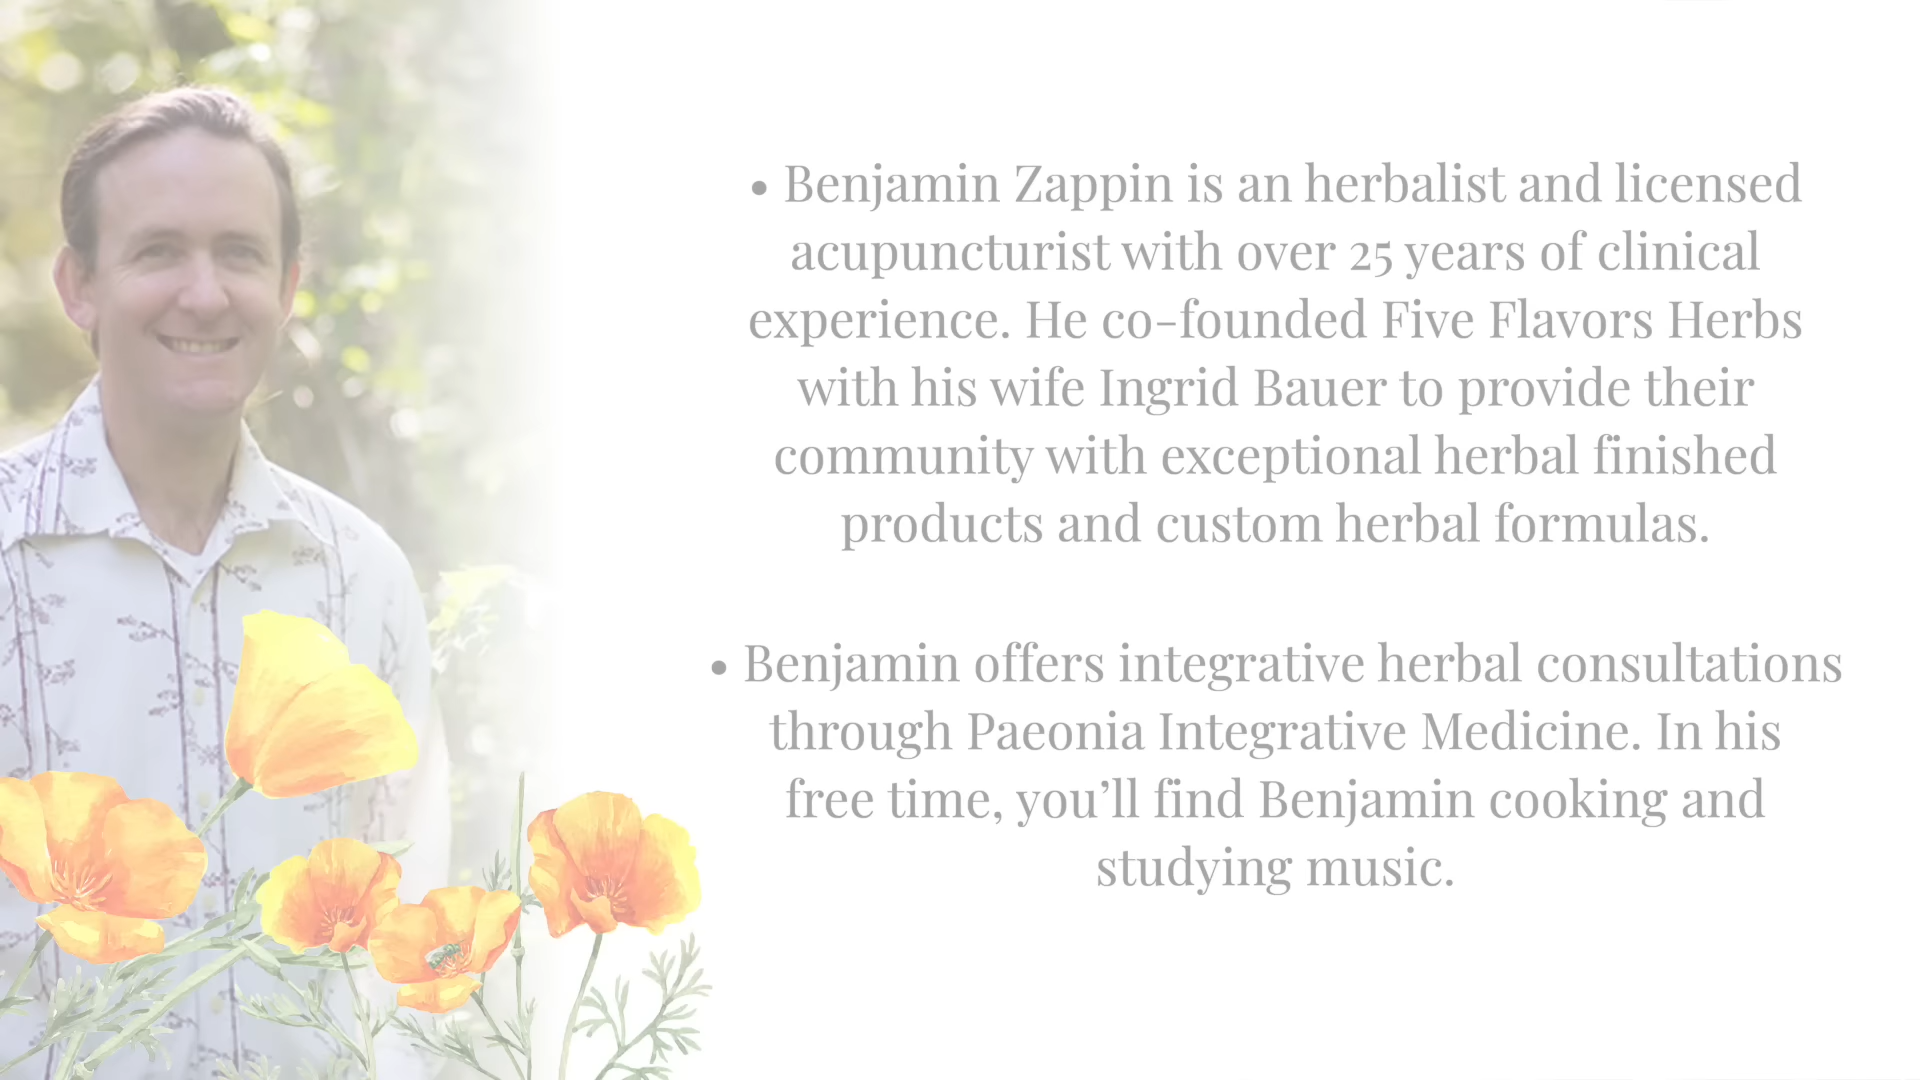 • Benjamin Zappin is an herbalist and licensed
acupuncturist with over 25 years of clinical
experience. He co-founded Five Flavors Herbs
with his wife Ingrid Bauer to provide their
community with exceptional herbal finished
products and custom herbal formulas.
• Benjamin offers integrative herbal consultations
through Paeonia Integrative Medicine. In his
free time, you’ll find Benjamin cooking and
studying music.